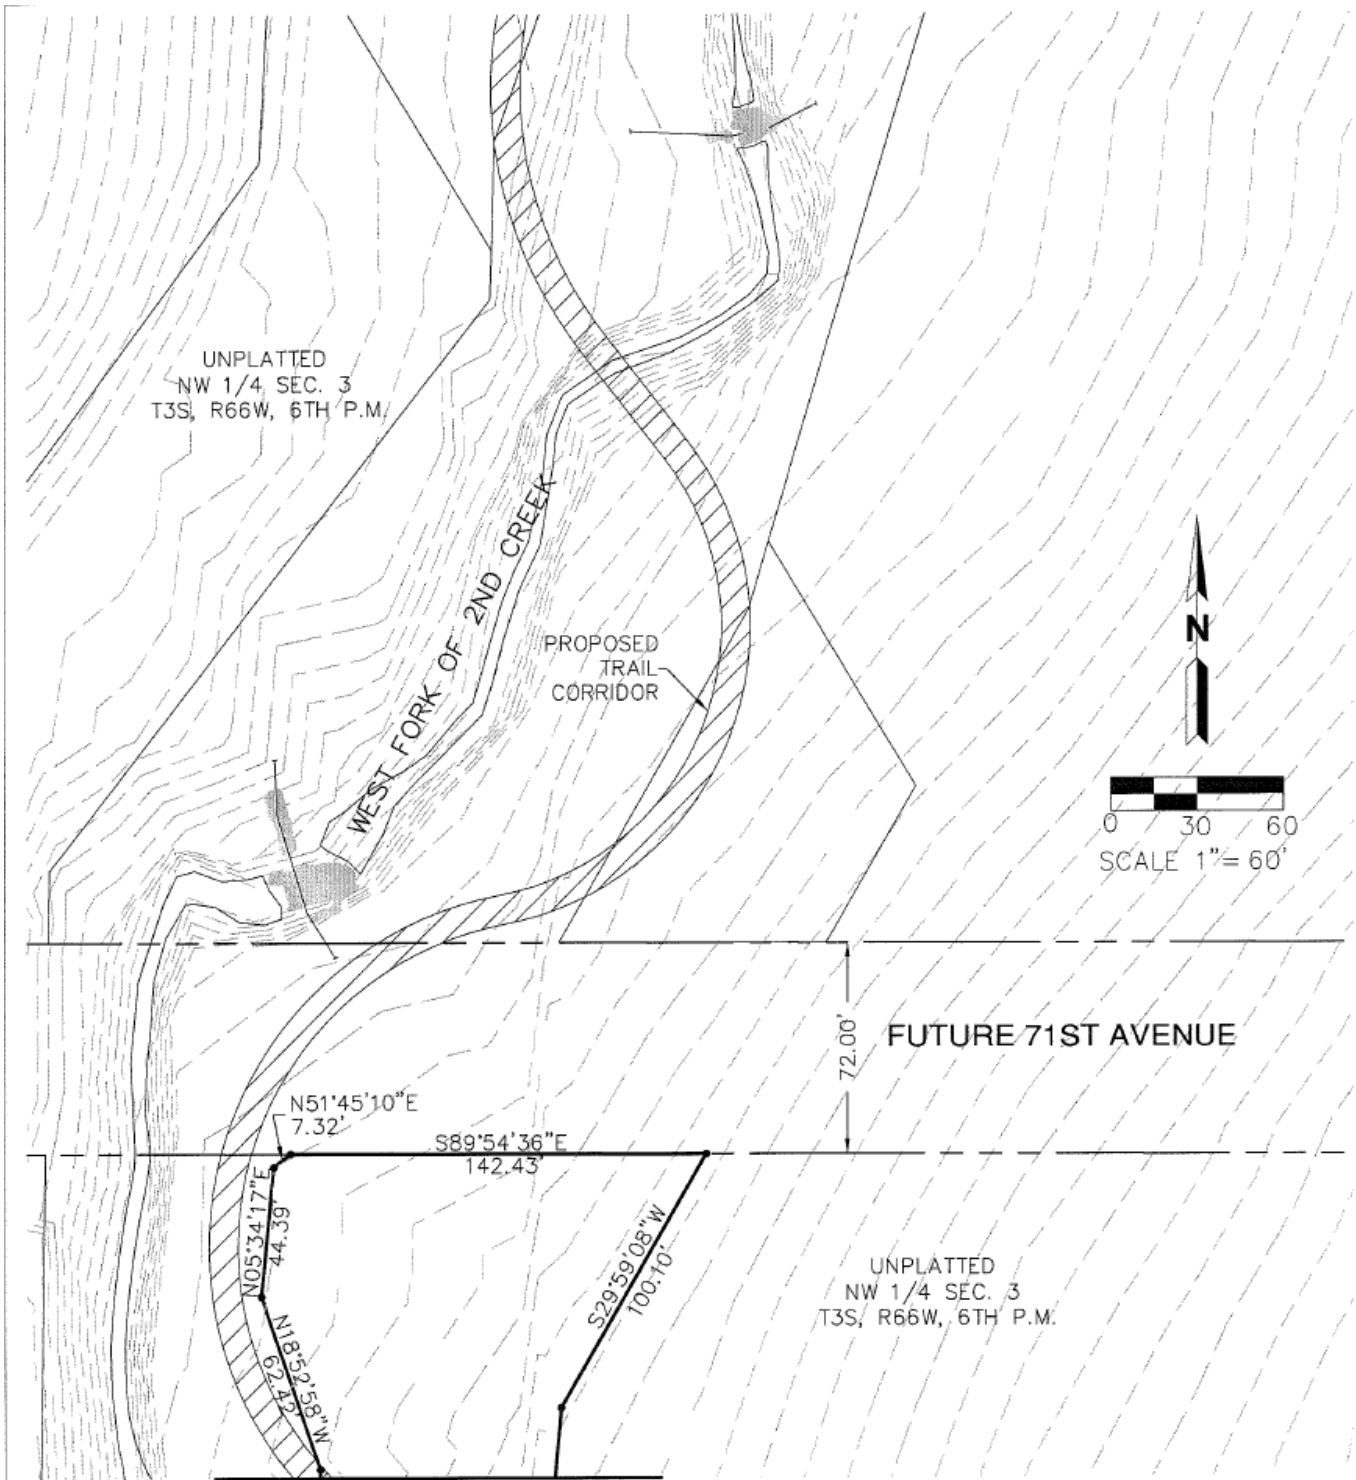 UNPLATTED
NW 1/4 SEC. 3
T3S, R66W, 6TH P.M.
WEST FORK OF 2ND CREEK
PROPOSED
TRAIL
CORRIDOR
N
0 30 60
SCALE 1"= 60'
72.00'
FUTURE 71ST AVENUE
N51°45'10"E
7.32'
S89°54'36"E
142.43'
N05°34'17"E
44.39'
S29°59'08"W
100.10'
N18°52'58"W
62.42'
UNPLATTED
NW 1/4 SEC. 3
T3S, R66W, 6TH P.M.